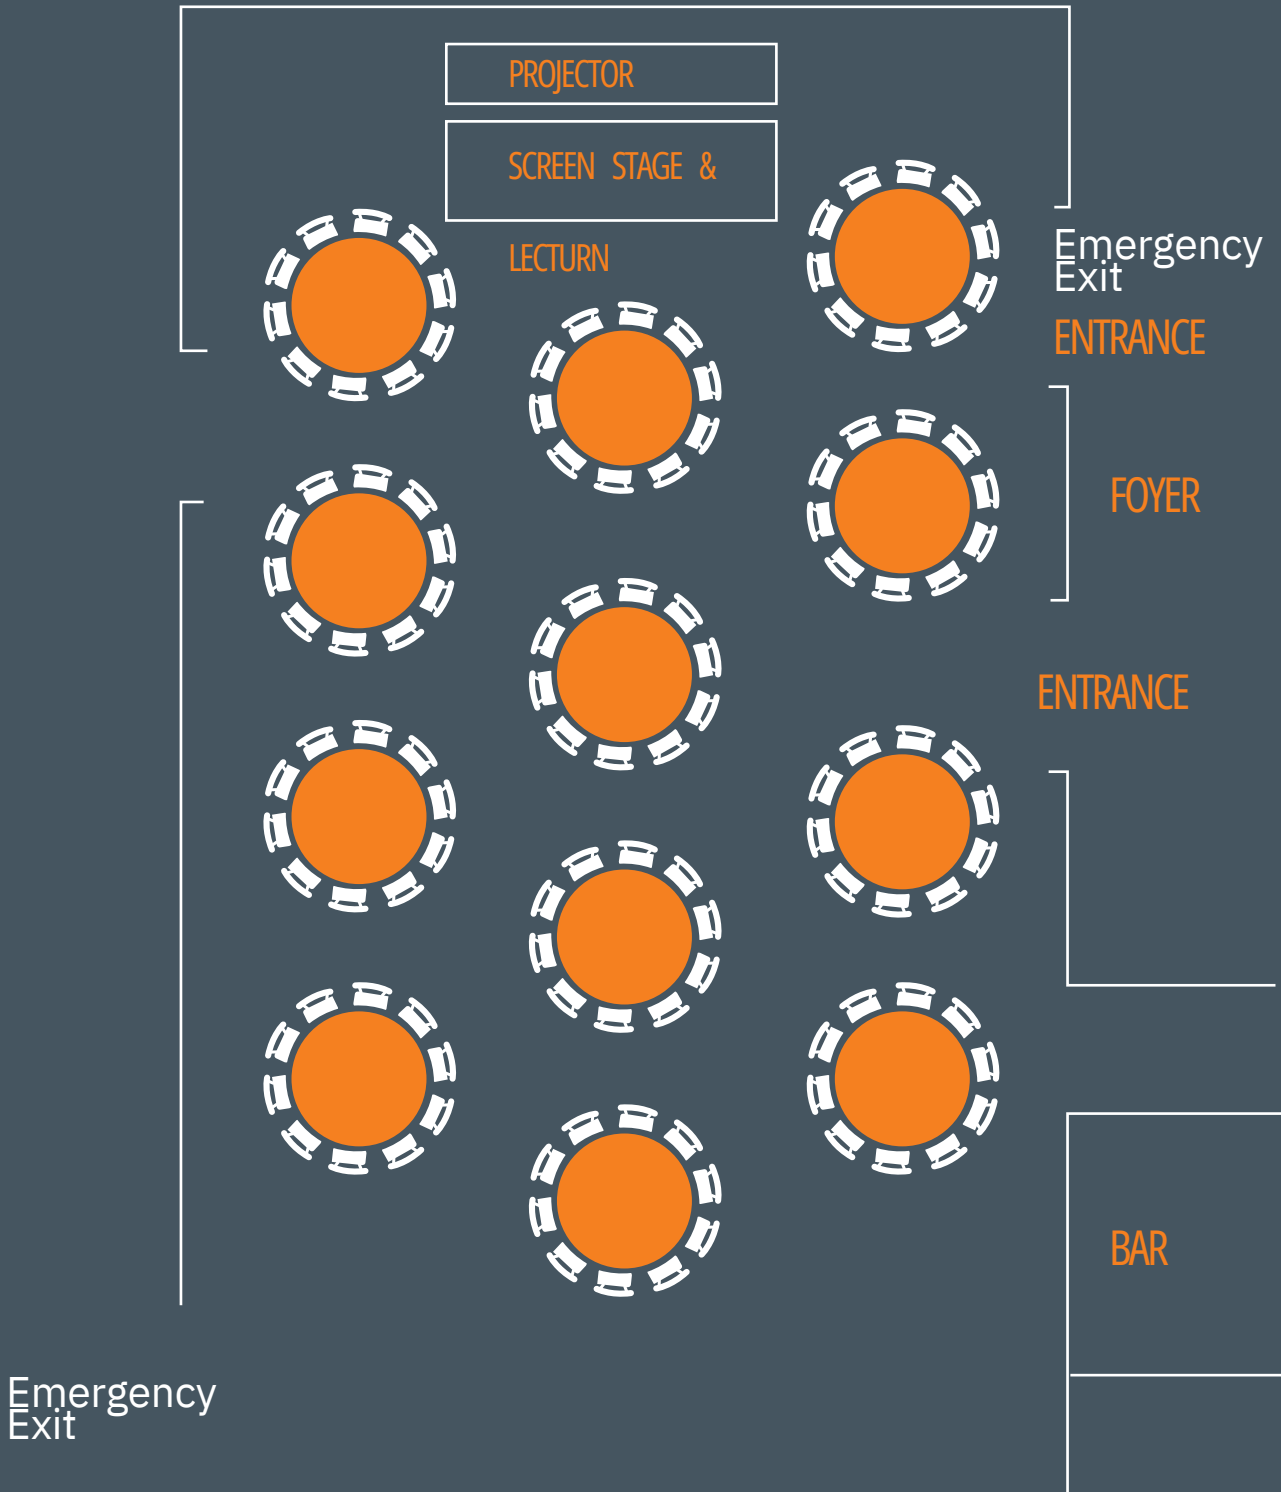 PROJECTOR
SCREEN STAGE &
LECTURN
Emergency
Exit
ENTRANCE
FOYER
ENTRANCE
BAR
Emergency
Exit